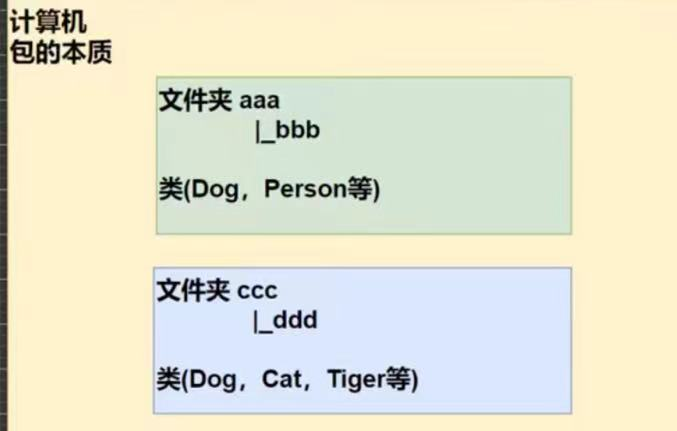 计算机
包的本质
文件夹 aaa
|_bbb
类(Dog，Person等)
文件夹 ccc
|_ddd
类(Dog，Cat，Tiger等)